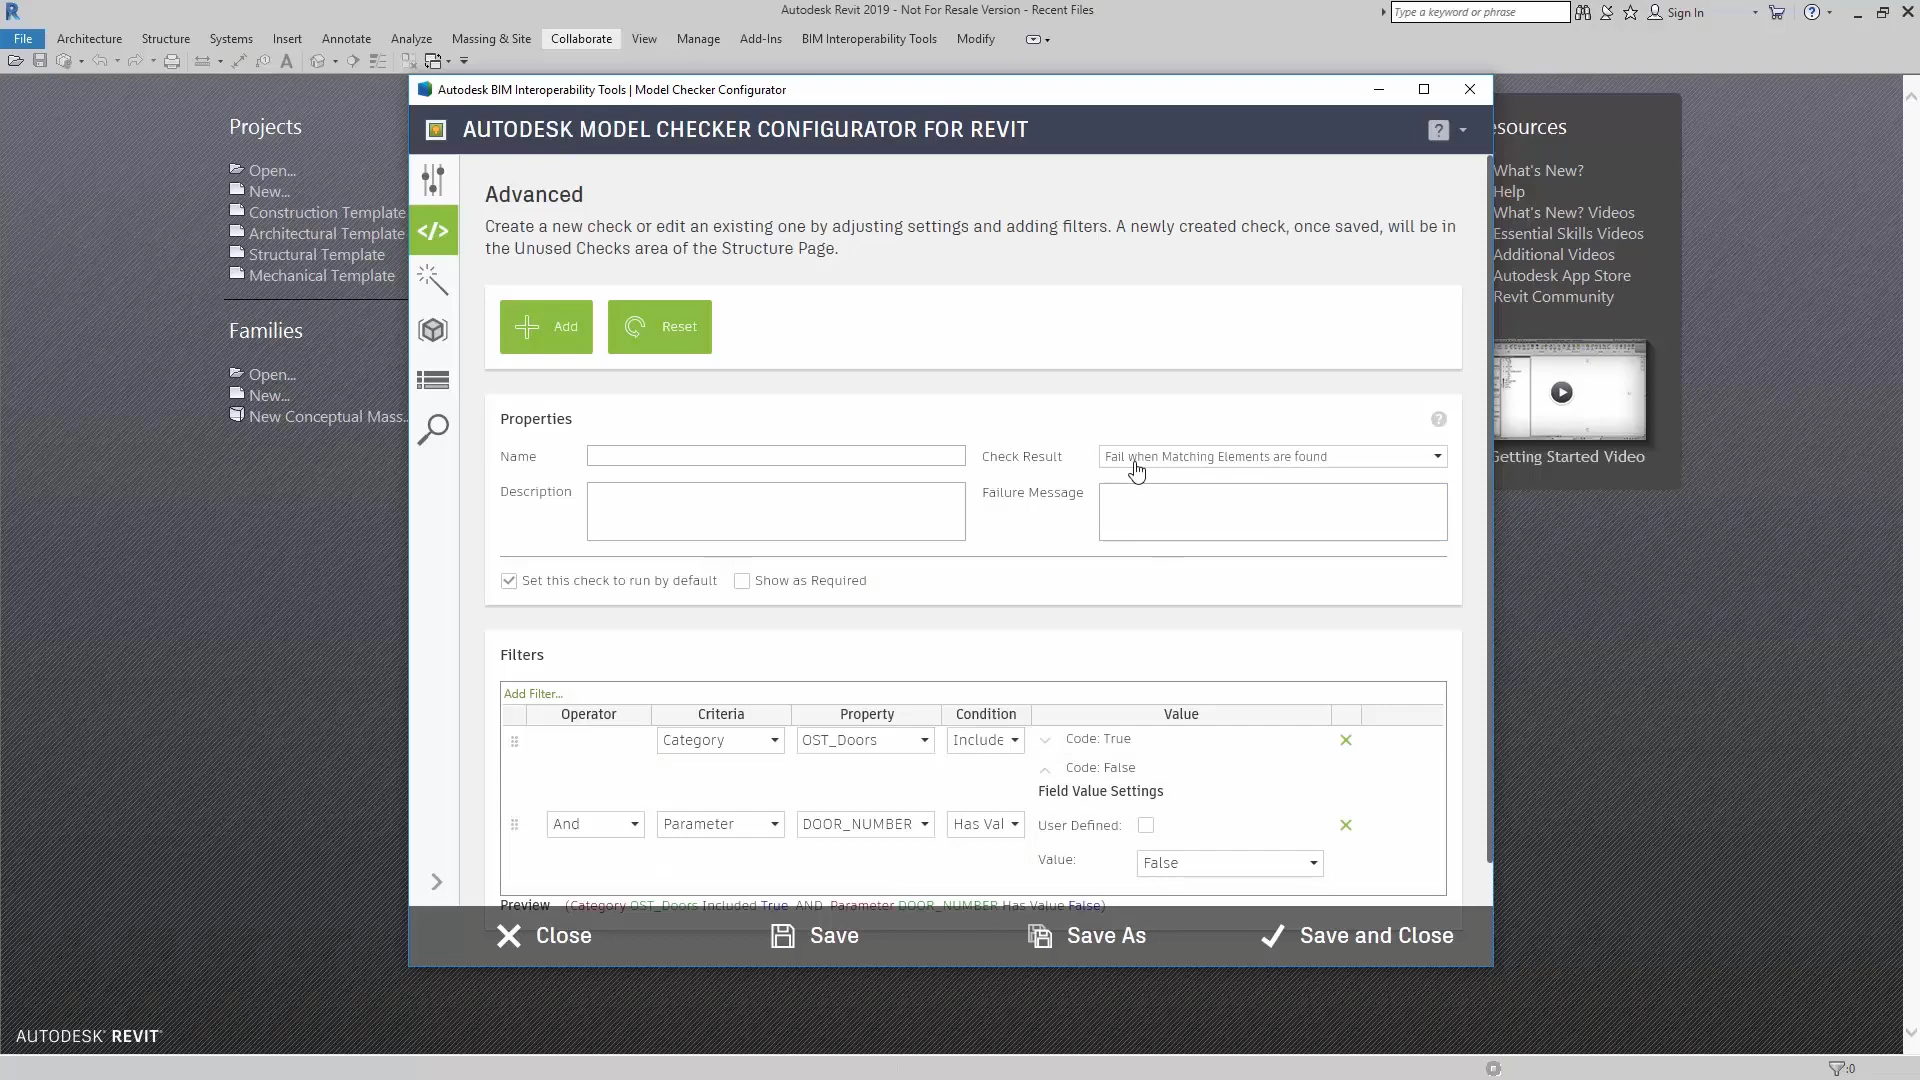 Autodesk Revit 2019 - Not For Resale Version - Recent Files
Type a keyword or phrase
Sign In
File Architecture Structure Systems Insert Annotate Analyze Massing & Site Collaborate View Manage Add-Ins BIM Interoperability Tools Modify
Autodesk BIM Interoperability Tools | Model Checker Configurator
AUTODESK MODEL CHECKER CONFIGURATOR FOR REVIT
Projects
Open...
New...
Construction Template
Architectural Template
Structural Template
Mechanical Template
Families
Open...
New...
New Conceptual Mass...
Advanced
Create a new check or edit an existing one by adjusting settings and adding filters. A newly created check, once saved, will be in
the Unused Checks area of the Structure Page.
Add Reset
Properties
Name
Check Result Fail when Matching Elements are found
Description
Failure Message
Set this check to run by default Show as Required
Filters
Add Filter...
Operator Criteria Property Condition Value
Category OST_Doors Include Code: True
Code: False
Field Value Settings
And Parameter DOOR_NUMBER Has Val User Defined:
Value: False
Preview (Category OST_Doors Included True AND Parameter DOOR_NUMBER Has Value False)
Close Save Save As Save and Close
esources
What's New?
Help
What's New? Videos
Essential Skills Videos
Additional Videos
Autodesk App Store
Revit Community
Getting Started Video
AUTODESK® REVIT®
:0